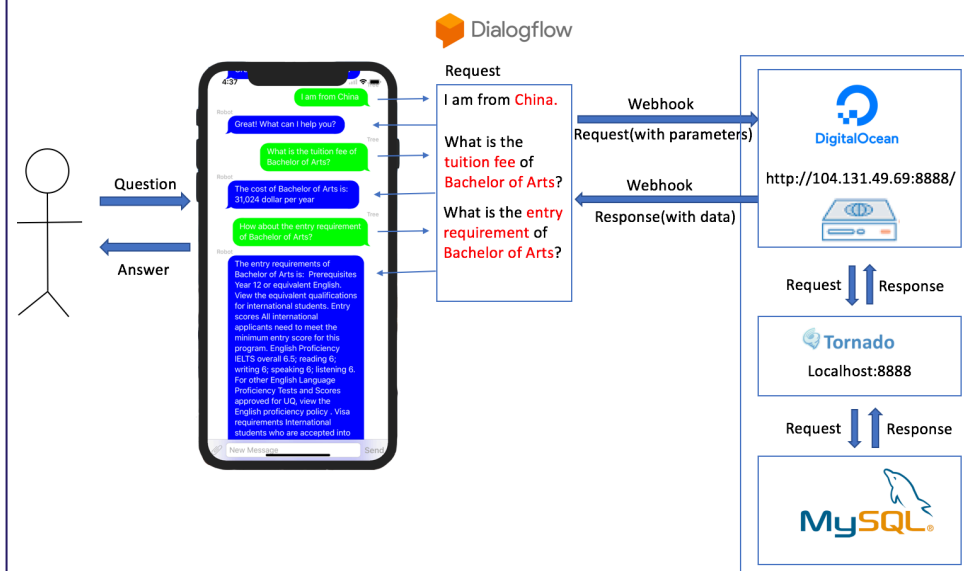 Dialogflow
Request
4:37
Tree
I am from China
Robot
Great! What can I help you?
Tree
What is the tuition fee of
Bachelor of Arts?
Robot
The cost of Bachelor of Arts is:
31,024 dollar per year
Tree
How about the entry requirement
of Bachelor of Arts?
Robot
The entry requirements of
Bachelor of Arts is: Prerequisites
Year 12 or equivalent English.
View the equivalent qualifications
for international students. Entry
scores All international
applicants need to meet the
minimum entry score for this
program. English Proficiency
IELTS overall 6.5; reading 6;
writing 6; speaking 6; listening 6.
For other English Language
Proficiency Tests and Scores
approved for UQ, view the
English proficiency policy . Visa
requirements International
students who are accepted into
New Message
Send
Question
Answer
I am from China.
What is the
tuition fee of
Bachelor of Arts?
What is the entry
requirement of
Bachelor of Arts?
Webhook
Request(with parameters)
Webhook
Response(with data)
DigitalOcean
http://104.131.49.69:8888/
Request
Response
Tornado
Localhost:8888
Request
Response
MySQL